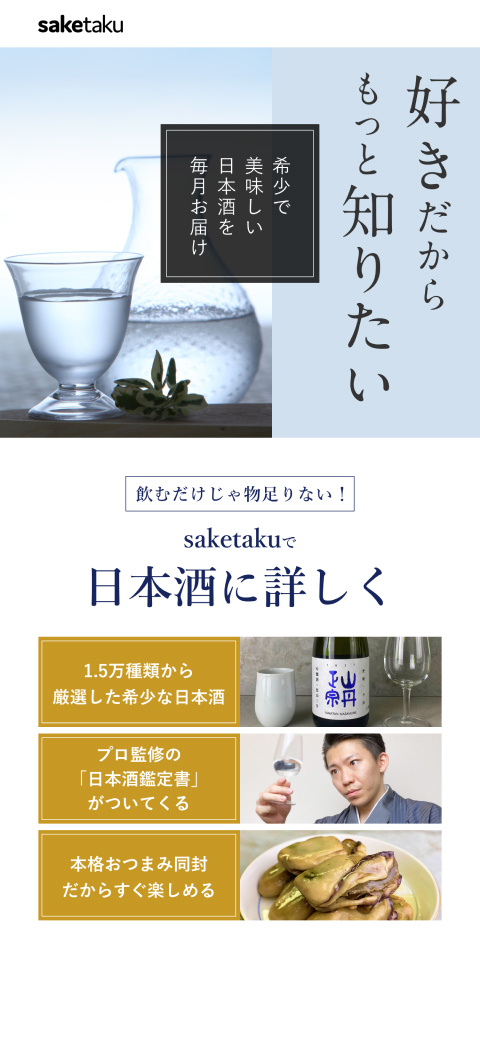 saketaku
好きだから
もっと知りたい
希少で
美味しい
日本酒を
毎月お届け
飲むだけじゃ物足りない！
saketakuで
日本酒に詳しく
1.5万種類から
厳選した希少な日本酒
山丹
正宗
プロ監修の
「日本酒鑑定書」
がついてくる
本格おつまみ同封
だからすぐ楽しめる